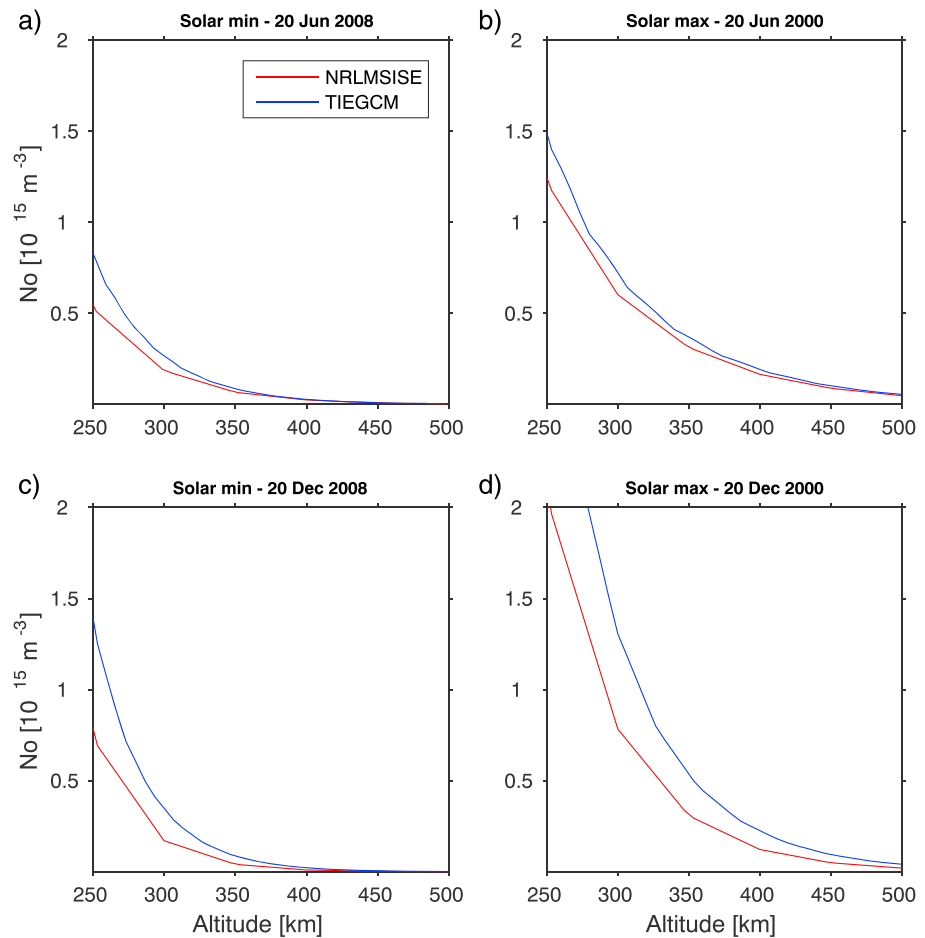 a) Solar min - 20 Jun 2008
2
1.5
1
0.5
No [10 15 m -3]
NRLMSISE
TIEGCM
250 300 350 400 450 500
b) Solar max - 20 Jun 2000
2
1.5
1
0.5
250 300 350 400 450 500
c) Solar min - 20 Dec 2008
2
1.5
1
0.5
No [10 15 m -3]
250 300 350 400 450 500
Altitude [km]
d) Solar max - 20 Dec 2000
2
1.5
1
0.5
250 300 350 400 450 500
Altitude [km]